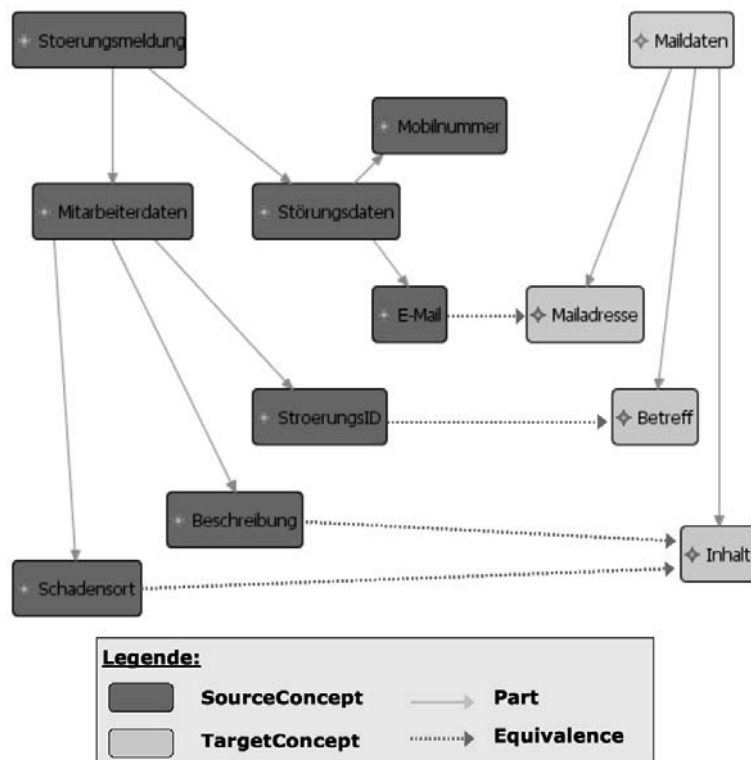 Stoerungsmeldung
Maildaten
Mobilnummer
Mitarbeiterdaten
Störungsdaten
E-Mail
Mailadresse
StroerungsID
Betreff
Beschreibung
Inhalt
Schadensort
Legende:
SourceConcept
Part
TargetConcept
Equivalence